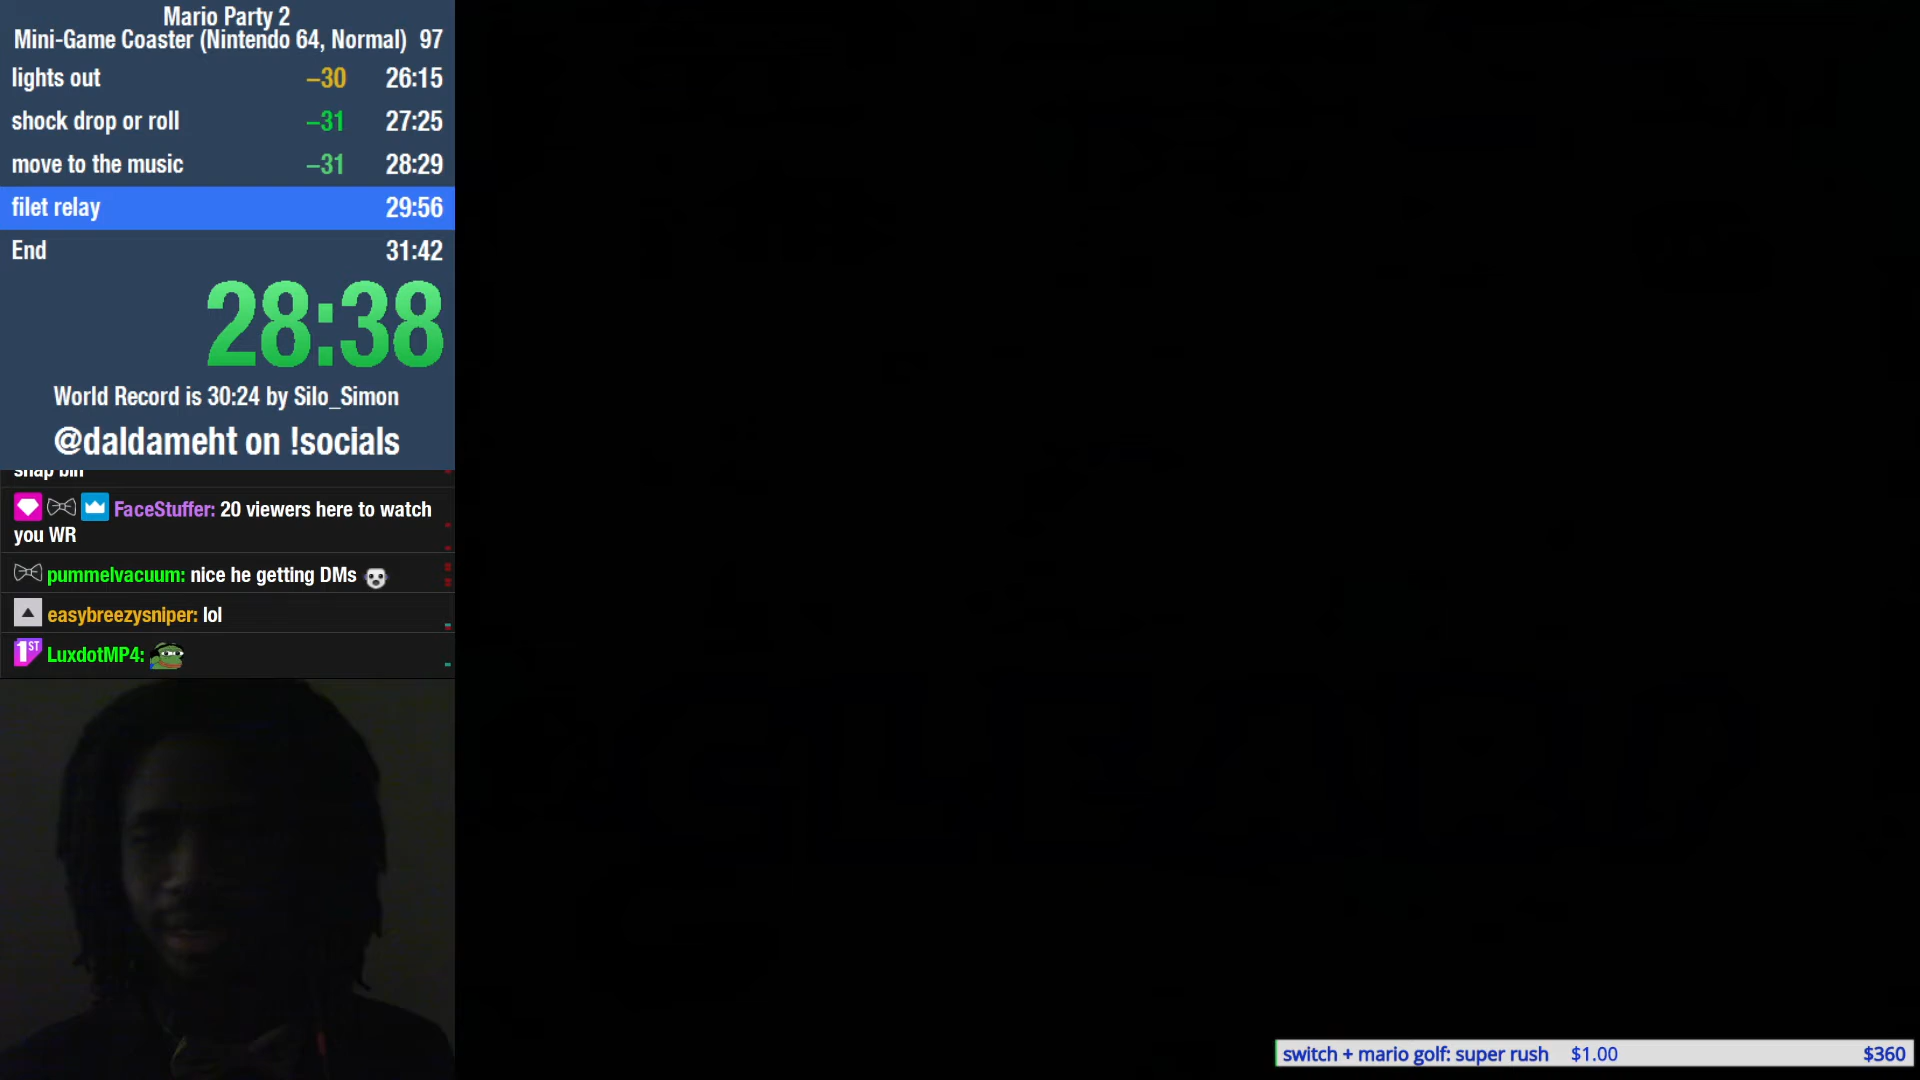 Mario Party 2
Mini-Game Coaster (Nintendo 64, Normal) 97
lights out −30 26:15
shock drop or roll −31 27:25
move to the music −31 28:29
filet relay 29:56
End 31:42
28:38
World Record is 30:24 by Silo_Simon
@daldameht on !socials
snap bin
FaceStuffer: 20 viewers here to watch
you WR
pummelvacuum: nice he getting DMs
easybreezysniper: lol
1ST LuxdotMP4:
switch + mario golf: super rush $1.00 $360